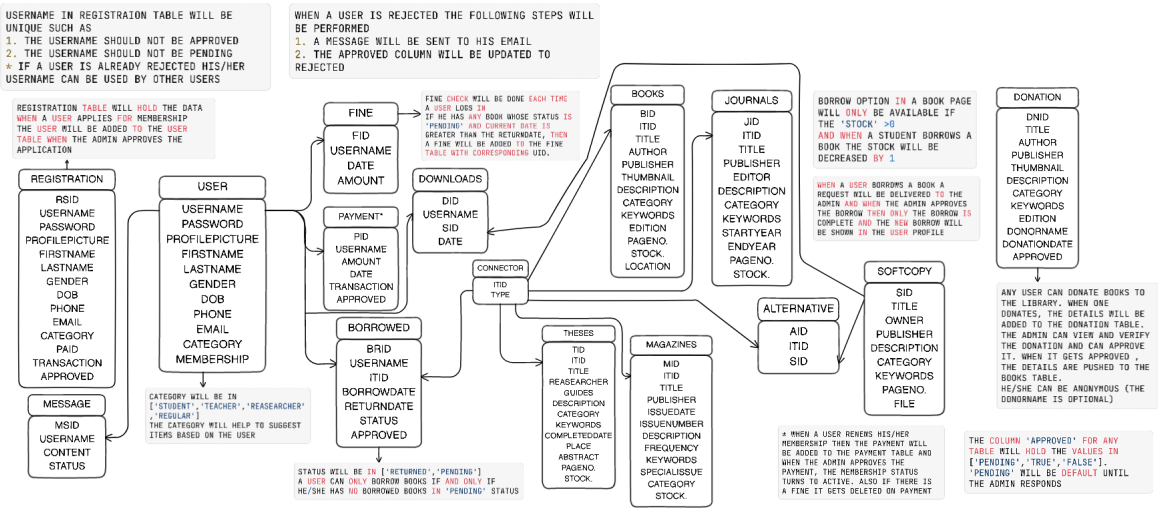 USERNAME IN REGISTRAION TABLE WILL BE
UNIQUE SUCH AS
1. THE USERNAME SHOULD NOT BE APPROVED
2. THE USERNAME SHOULD NOT BE PENDING
* IF A USER IS ALREADY REJECTED HIS/HER
USERNAME CAN BE USED BY OTHER USERS
WHEN A USER IS REJECTED THE FOLLOWING STEPS WILL
BE PERFORMED
1. A MESSAGE WILL BE SENT TO HIS EMAIL
2. THE APPROVED COLUMN WILL BE UPDATED TO
REJECTED
REGISTRATION TABLE WILL HOLD THE DATA
WHEN A USER APPLIES FOR MEMBERSHIP
THE USER WILL BE ADDED TO THE USER
TABLE WHEN THE ADMIN APPROVES THE
APPLICATION
REGISTRATION
RSID
USERNAME
PASSWORD
PROFILEPICTURE
FIRSTNAME
LASTNAME
GENDER
DOB
PHONE
EMAIL
CATEGORY
PAID
TRANSACTION
APPROVED
MESSAGE
MSID
USERNAME
CONTENT
STATUS
USER
USERNAME
PASSWORD
PROFILEPICTURE
FIRSTNAME
LASTNAME
GENDER
DOB
PHONE
EMAIL
CATEGORY
MEMBERSHIP
CATEGORY WILL BE IN
['STUDENT','TEACHER','REASEARCHER'
,'REGULAR']
THE CATEGORY WILL HELP TO SUGGEST
ITEMS BASED ON THE USER
FINE
FID
USERNAME
DATE
AMOUNT
FINE CHECK WILL BE DONE EACH TIME
A USER LOGS IN
IF HE HAS ANY BOOK WHOSE STATUS IS
'PENDING' AND CURRENT DATE IS
GREATER THAN THE RETURNDATE, THEN
A FINE WILL BE ADDED TO THE FINE
TABLE WITH CORRESPONDING UID.
PAYMENT*
PID
USERNAME
AMOUNT
DATE
TRANSACTION
APPROVED
DOWNLOADS
DID
USERNAME
SID
DATE
BORROWED
BRID
USERNAME
ITID
BORROWDATE
RETURNDATE
STATUS
APPROVED
STATUS WILL BE IN ['RETURNED','PENDING']
A USER CAN ONLY BORROW BOOKS IF AND ONLY IF
HE/SHE HAS NO BORROWED BOOKS IN 'PENDING' STATUS
CONNECTOR
ITID
TYPE
THESES
TID
ITID
TITLE
REASEARCHER
GUIDES
DESCRIPTION
CATEGORY
KEYWORDS
COMPLETEDDATE
PLACE
ABSTRACT
PAGENO.
STOCK.
MAGAZINES
MID
ITID
TITLE
PUBLISHER
ISSUEDATE
ISSUENUMBER
DESCRIPTION
FREQUENCY
KEYWORDS
SPECIALISSUE
CATEGORY
STOCK.
BOOKS
BID
ITID
TITLE
AUTHOR
PUBLISHER
THUMBNAIL
DESCRIPTION
CATEGORY
KEYWORDS
EDITION
PAGENO.
STOCK.
LOCATION
JOURNALS
JID
ITID
TITLE
PUBLISHER
EDITOR
DESCRIPTION
CATEGORY
KEYWORDS
STARTYEAR
ENDYEAR
PAGENO.
STOCK.
ALTERNATIVE
AID
ITID
SID
BORROW OPTION IN A BOOK PAGE
WILL ONLY BE AVAILABLE IF
THE 'STOCK' >0
AND WHEN A STUDENT BORROWS A
BOOK THE STOCK WILL BE
DECREASED BY 1
WHEN A USER BORROWS A BOOK A
REQUEST WILL BE DELIVERED TO THE
ADMIN AND WHEN THE ADMIN APPROVES
THE BORROW THEN ONLY THE BORROW IS
COMPLETE AND THE NEW BORROW WILL
BE SHOWN IN THE USER PROFILE
SOFTCOPY
SID
TITLE
OWNER
PUBLISHER
DESCRIPTION
CATEGORY
KEYWORDS
PAGENO.
FILE
DONATION
DNID
TITLE
AUTHOR
PUBLISHER
THUMBNAIL
DESCRIPTION
CATEGORY
KEYWORDS
EDITION
DONORNAME
DONATIONDATE
APPROVED
ANY USER CAN DONATE BOOKS TO
THE LIBRARY. WHEN ONE
DONATES, THE DETAILS WILL BE
ADDED TO THE DONATION TABLE.
THE ADMIN CAN VIEW AND VERIFY
THE DONATION AND CAN APPROVE
IT. WHEN IT GETS APPROVED ,
THE DETAILS ARE PUSHED TO THE
BOOKS TABLE.
HE/SHE CAN BE ANONYMOUS (THE
DONORNAME IS OPTIONAL)
* WHEN A USER RENEWS HIS/HER
MEMBERSHIP THEN THE PAYMENT WILL
BE ADDED TO THE PAYMENT TABLE AND
WHEN THE ADMIN APPROVES THE
PAYMENT, THE MEMBERSHIP STATUS
TURNS TO ACTIVE. ALSO IF THERE IS
A FINE IT GETS DELETED ON PAYMENT
THE COLUMN 'APPROVED' FOR ANY
TABLE WILL HOLD THE VALUES IN
['PENDING','TRUE','FALSE'].
'PENDING' WILL BE DEFAULT UNTIL
THE ADMIN RESPONDS